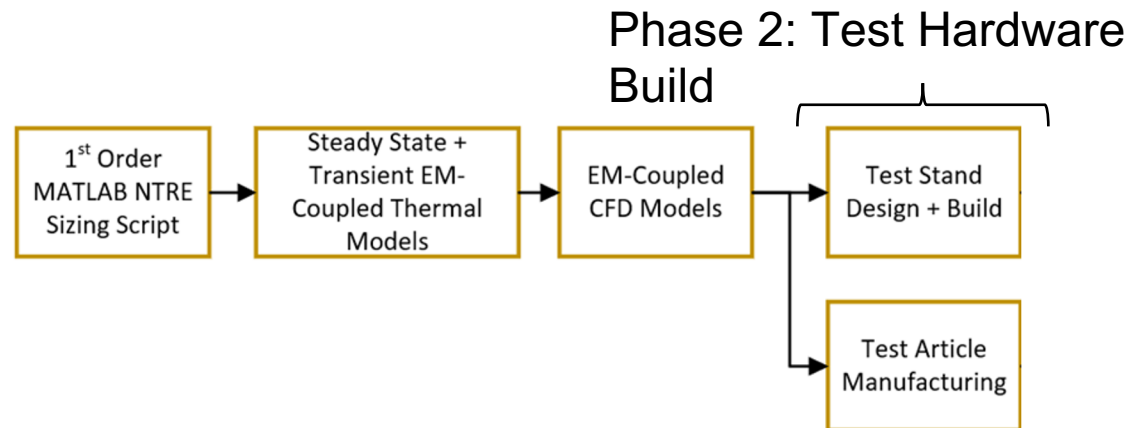 Phase 2: Test Hardware
Build
1st Order
MATLAB NTRE
Sizing Script
Steady State +
Transient EM-
Coupled Thermal
Models
EM-Coupled
CFD Models
Test Stand
Design + Build
Test Article
Manufacturing